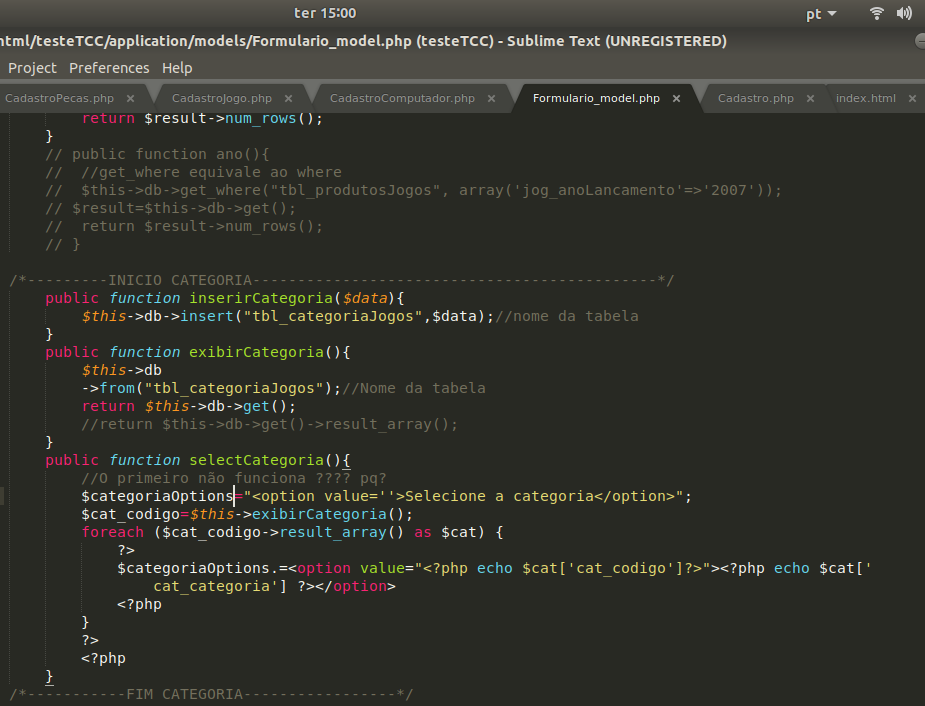 ter 15:00
pt
html/testeTCC/application/models/Formulario_model.php (testeTCC) - Sublime Text (UNREGISTERED)
Project Preferences Help
CadastroPecas.php × CadastroJogo.php × CadastroComputador.php × Formulario_model.php × Cadastro.php × index.html ×
return $result->num_rows();
}
// public function ano(){
// //get_where equivale ao where
// $this->db->get_where("tbl_produtosJogos", array('jog_anoLancamento'=>'2007'));
// $result=$this->db->get();
// return $result->num_rows();
// }
/*---------INICIO CATEGORIA---------------------------------------------*/
public function inserirCategoria($data){
$this->db->insert("tbl_categoriaJogos",$data);//nome da tabela
}
public function exibirCategoria(){
$this->db
->from("tbl_categoriaJogos");//Nome da tabela
return $this->db->get();
//return $this->db->get()->result_array();
}
public function selectCategoria(){
//O primeiro não funciona ???? pq?
$categoriaOptions="<option value=''>Selecione a categoria</option>";
$cat_codigo=$this->exibirCategoria();
foreach ($cat_codigo->result_array() as $cat) {
?>
$categoriaOptions.=<option value="<?php echo $cat['cat_codigo']?>"><?php echo $cat['
cat_categoria'] ?></option>
<?php
}
?>
<?php
}
/*-----------FIM CATEGORIA-----------------*/